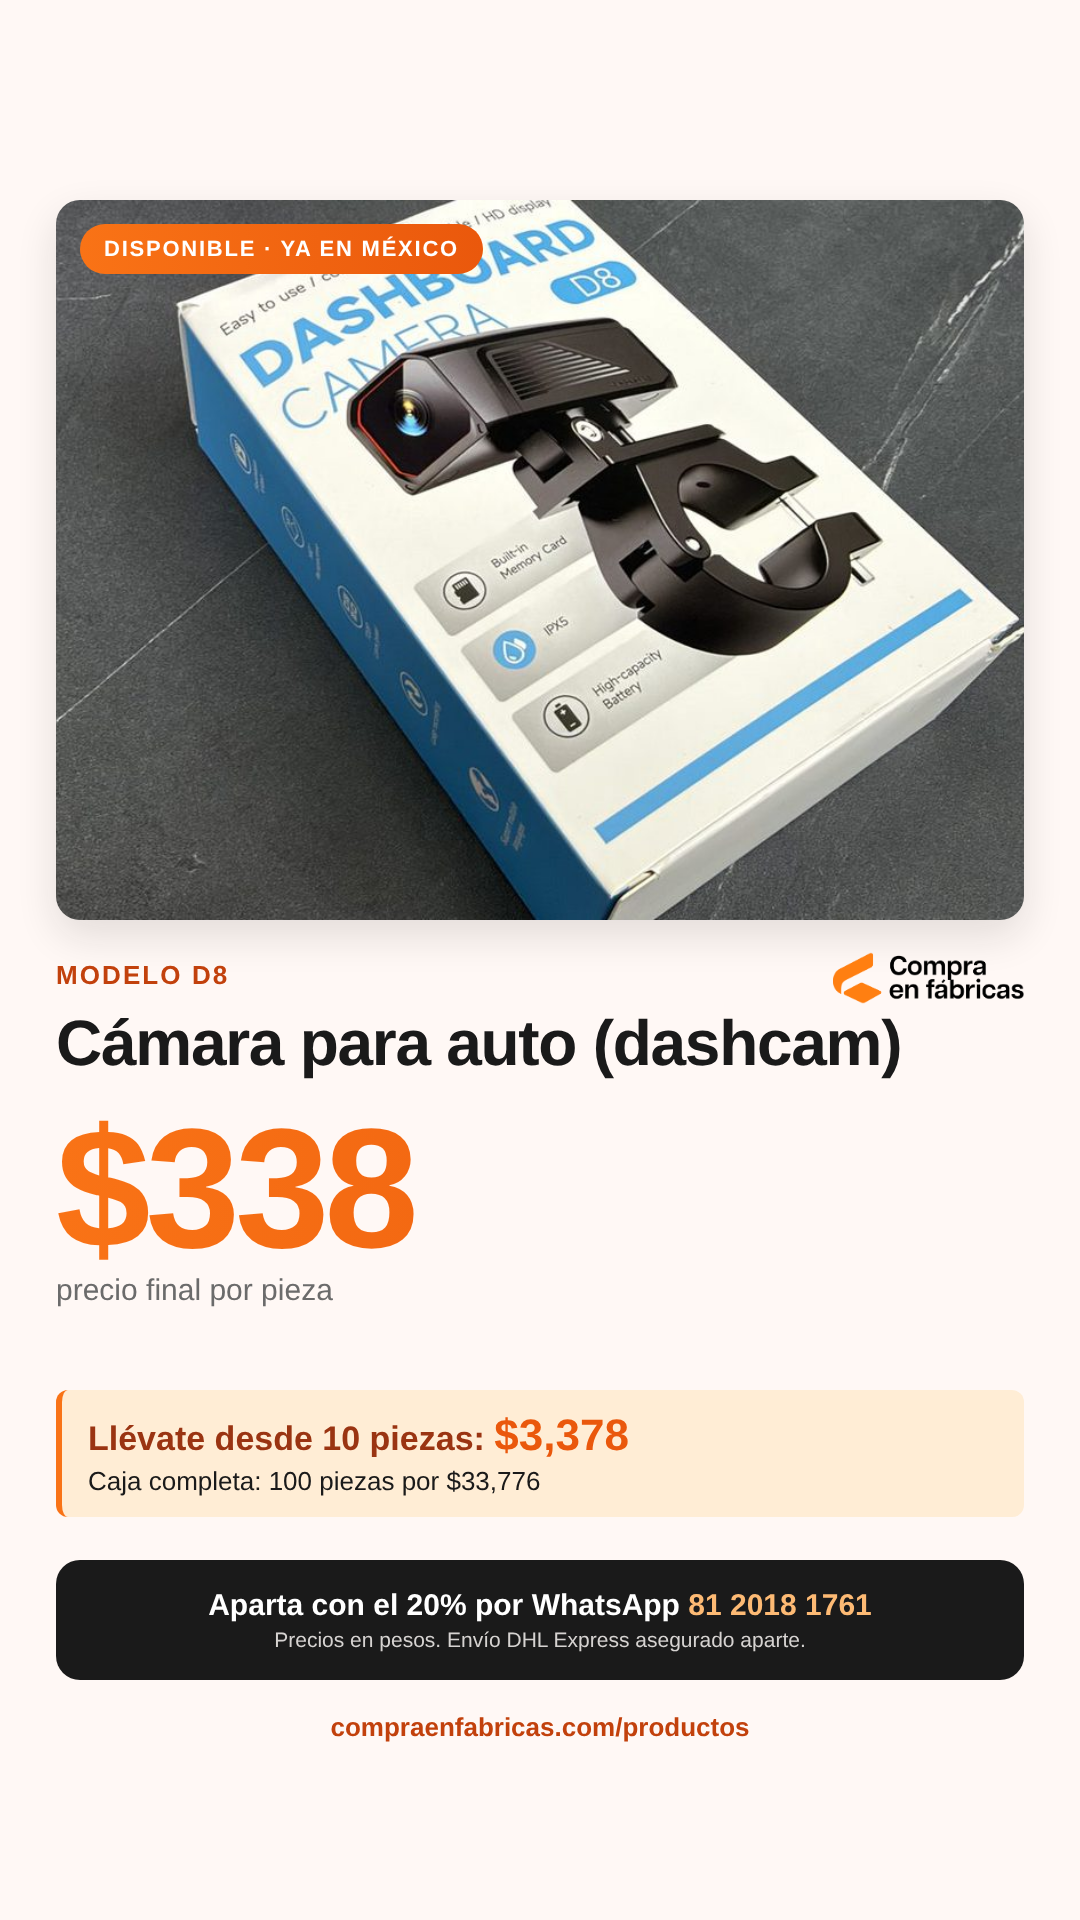 DISPONIBLE · YA EN MÉXICO
Easy to use /
/ HD display
DASHBOARD
CAMERA
D8
Built-in
Memory Card
IPX5
High-capacity
Battery
MODELO D8
Compra
en fábricas
Cámara para auto (dashcam)
$338
precio final por pieza
Llévate desde 10 piezas: $3,378
Caja completa: 100 piezas por $33,776
Aparta con el 20% por WhatsApp 81 2018 1761
Precios en pesos. Envío DHL Express asegurado aparte.
compraenfabricas.com/productos